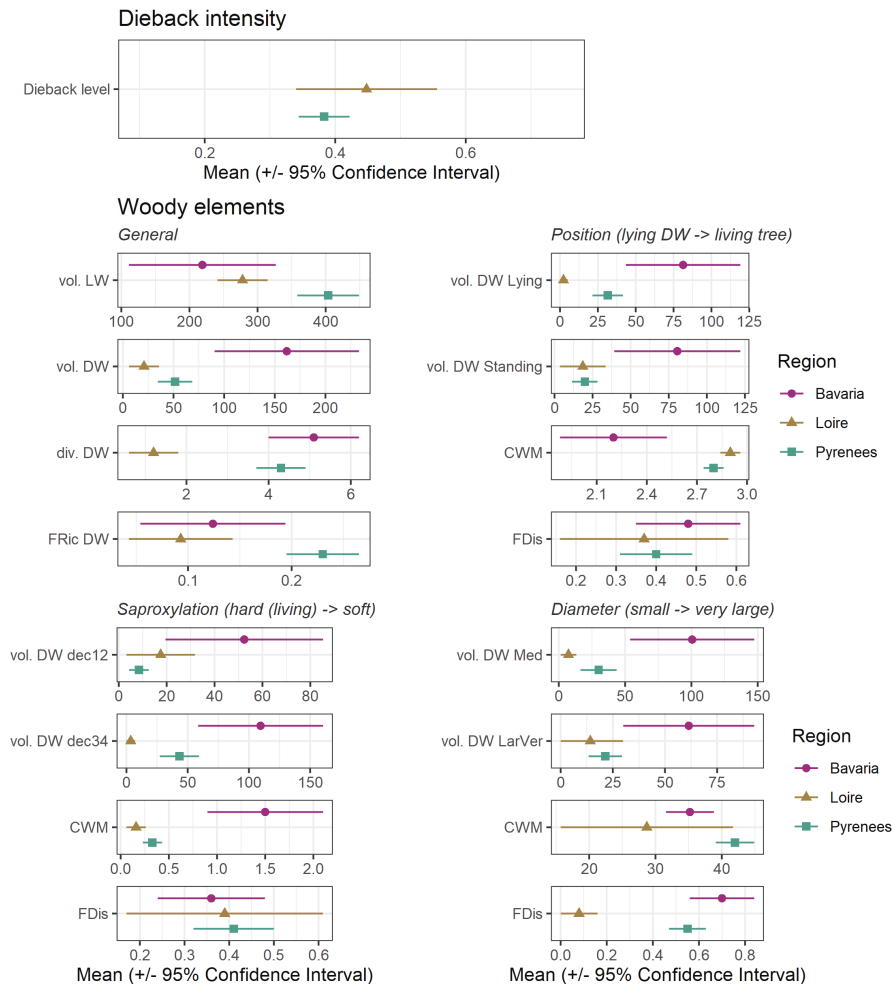 Dieback intensity
Dieback level
0.2 0.4 0.6
Mean (+/- 95% Confidence Interval)
Woody elements
General
vol. LW
100 200 300 400
vol. DW
0 50 100 150 200
div. DW
2 4 6
FRic DW
0.1 0.2
Position (lying DW -> living tree)
vol. DW Lying
0 25 50 75 100 125
vol. DW Standing
0 25 50 75 100 125
CWM
2.1 2.4 2.7 3.0
FDis
0.2 0.3 0.4 0.5 0.6
Region
Bavaria
Loire
Pyrenees
Saproxylation (hard (living) -> soft)
vol. DW dec12
0 20 40 60 80
vol. DW dec34
0 50 100 150
CWM
0.0 0.5 1.0 1.5 2.0
FDis
0.2 0.3 0.4 0.5 0.6
Mean (+/- 95% Confidence Interval)
Diameter (small -> very large)
vol. DW Med
0 50 100 150
vol. DW LarVer
0 25 50 75
CWM
20 30 40
FDis
0.0 0.2 0.4 0.6 0.8
Mean (+/- 95% Confidence Interval)
Region
Bavaria
Loire
Pyrenees